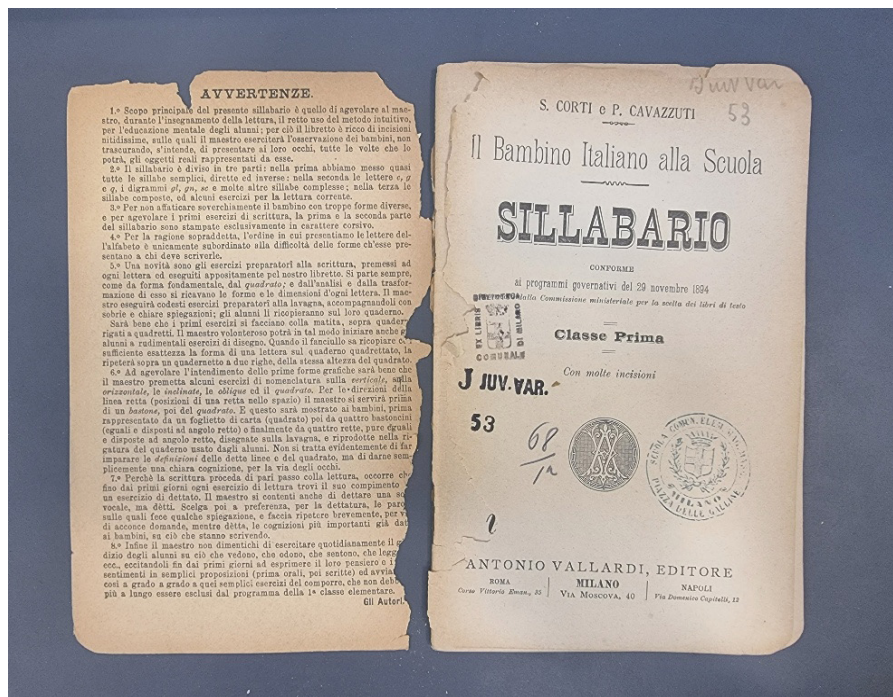 AVVERTENZE.
1.º Scopo principale del presente sillabario è quello di agevolare al mae-
stro, durante l'insegnamento della lettura, il retto uso del metodo intuitivo,
per l'educazione mentale degli alunni; per ciò il libretto è ricco di incisioni
nitidissime, sulle quali il maestro eserciterà l'osservazione dei bambini, non
trascurando, s'intende, di presentare ai loro occhi, tutte le volte che lo
potrà, gli oggetti reali rappresentati da esse.
2.º Il sillabario è diviso in tre parti: nella prima abbiamo messo quasi
tutte le sillabe semplici, dirette ed inverse: nella seconda le lettere c, g
e q, i digrammi gl, gn, sc e molte altre sillabe complesse; nella terza le
sillabe composte, ed alcuni esercizi per la lettura corrente.
3.º Per non affaticare soverchiamente il bambino con troppe forme diverse,
e per agevolare i primi esercizi di scrittura, la prima e la seconda parte
del sillabario sono stampate esclusivamente in carattere corsivo.
4.º Per la ragione sopraddetta, l'ordine in cui presentiamo le lettere del-
l'alfabeto è unicamente subordinato alla difficoltà delle forme ch'esse pre-
sentano a chi deve scriverle.
5.º Una novità sono gli esercizi preparatori alla scrittura, premessi ad
ogni lettera ed eseguiti appositamente pel nostro libretto. Si parte sempre,
come da forma fondamentale, dal quadrato; e dall'analisi e dalla trasfor-
mazione di esso si ricavano le forme e le dimensioni d'ogni lettera. Il mae-
stro eseguirà codesti esercizi preparatori alla lavagna, accompagnandoli con
sobrie e chiare spiegazioni; gli alunni li ricopieranno sul loro quaderno.
Sarà bene che i primi esercizi si facciano colla matita, sopra quader
rigati a quadretti. Il maestro volonteroso potrà in tal modo iniziare anche g
alunni a rudimentali esercizi di disegno. Quando il fanciullo sa ricopiare c
sufficiente esattezza la forma di una lettera sul quaderno quadrettato, la
ripeterà sopra un quadernetto a due righe, della stessa altezza del quadrato.
6.º Ad agevolare l'intendimento delle prime forme grafiche sarà bene che
il maestro premetta alcuni esercizi di nomenclatura sulla verticale, sulla
orizzontale, le inclinate, le oblique ed il quadrato. Per le direzioni della
linea retta (posizioni di una retta nello spazio) il maestro si servirà prima
di un bastone, poi del quadrato. E questo sarà mostrato ai bambini, prima
rappresentato da un foglietto di carta (quadrato) poi da quattro bastoncini
(eguali e disposti ad angolo retto) o finalmente da quattro rette, pure eguali
e disposte ad angolo retto, disegnate sulla lavagna, e riprodotte nella ri-
gatura del quaderno usato dagli alunni. Non si tratta evidentemente di far
imparare le definizioni delle dette linee e del quadrato, ma di darne sem-
plicemente una chiara cognizione, per la via degli occhi.
7.º Perchè la scrittura proceda di pari passo colla lettura, occorre ch
fino dai primi giorni ogni esercizio di lettura trovi il suo compimento
un esercizio di dettato. Il maestro si contenti anche di dettare una so
vocale, ma détti. Scelga poi a preferenza, per la dettatura, le paro
sulle quali fece qualche spiegazione, e faccia ripetere brevemente, per v
di acconce domande, mentre détta, le cognizioni più importanti già dat
ai bambini, su ciò che stanno scrivendo.
8.º Infine il maestro non dimentichi di esercitare quotidianamente il g
dizio degli alunni su ciò che vedono, che odono, che sentono, che legg
ecc., eccitandoli fin dai primi giorni ad esprimere il loro pensiero e i
sentimenti in semplici proposizioni (prima orali, poi scritte) ed avvia
così a grado a grado a quei semplici esercizi del comporre, che non debb
più a lungo essere esclusi dal programma della 1ª classe elementare.
Gli Autori.
Juv Var
53
S. CORTI e P. CAVAZZUTI
Il Bambino Italiano alla Scuola
SILLABARIO
CONFORME
ai programmi governativi del 29 novembre 1894
dalla Commissione ministeriale per la scelta dei libri di testo
EX LIBRIS
COMUNALE
DI MILANO
Classe Prima
Con molte incisioni
J JUV. VAR.
53
68
AV
SCUOLA COMUN. ELEM.
MILANO
PIAZZA DELLE GALLINE
ANTONIO VALLARDI, EDITORE
ROMA
Corso Vittorio Eman., 35
MILANO
VIA MOSCOVA, 40
NAPOLI
Via Domenico Capitelli, 12